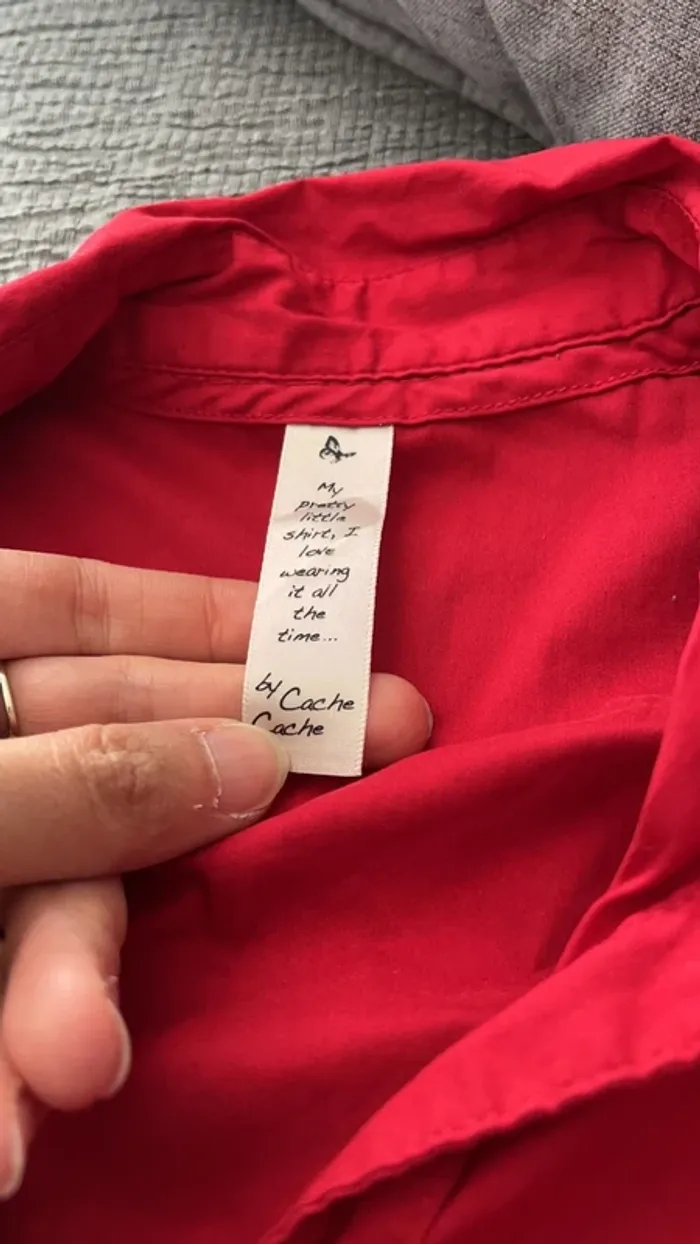 My
pretty
little
shirt, I
love
wearing
it all
the
time...
by Cache
Cache